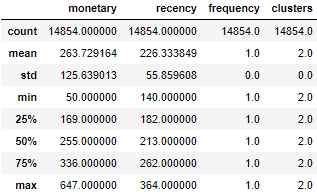 monetary recency frequency clusters
count 14854.000000 14854.000000 14854.0 14854.0
mean 263.729164 226.333849 1.0 2.0
std 125.639013 55.859608 0.0 0.0
min 50.000000 140.000000 1.0 2.0
25% 169.000000 182.000000 1.0 2.0
50% 255.000000 213.000000 1.0 2.0
75% 336.000000 262.000000 1.0 2.0
max 647.000000 364.000000 1.0 2.0